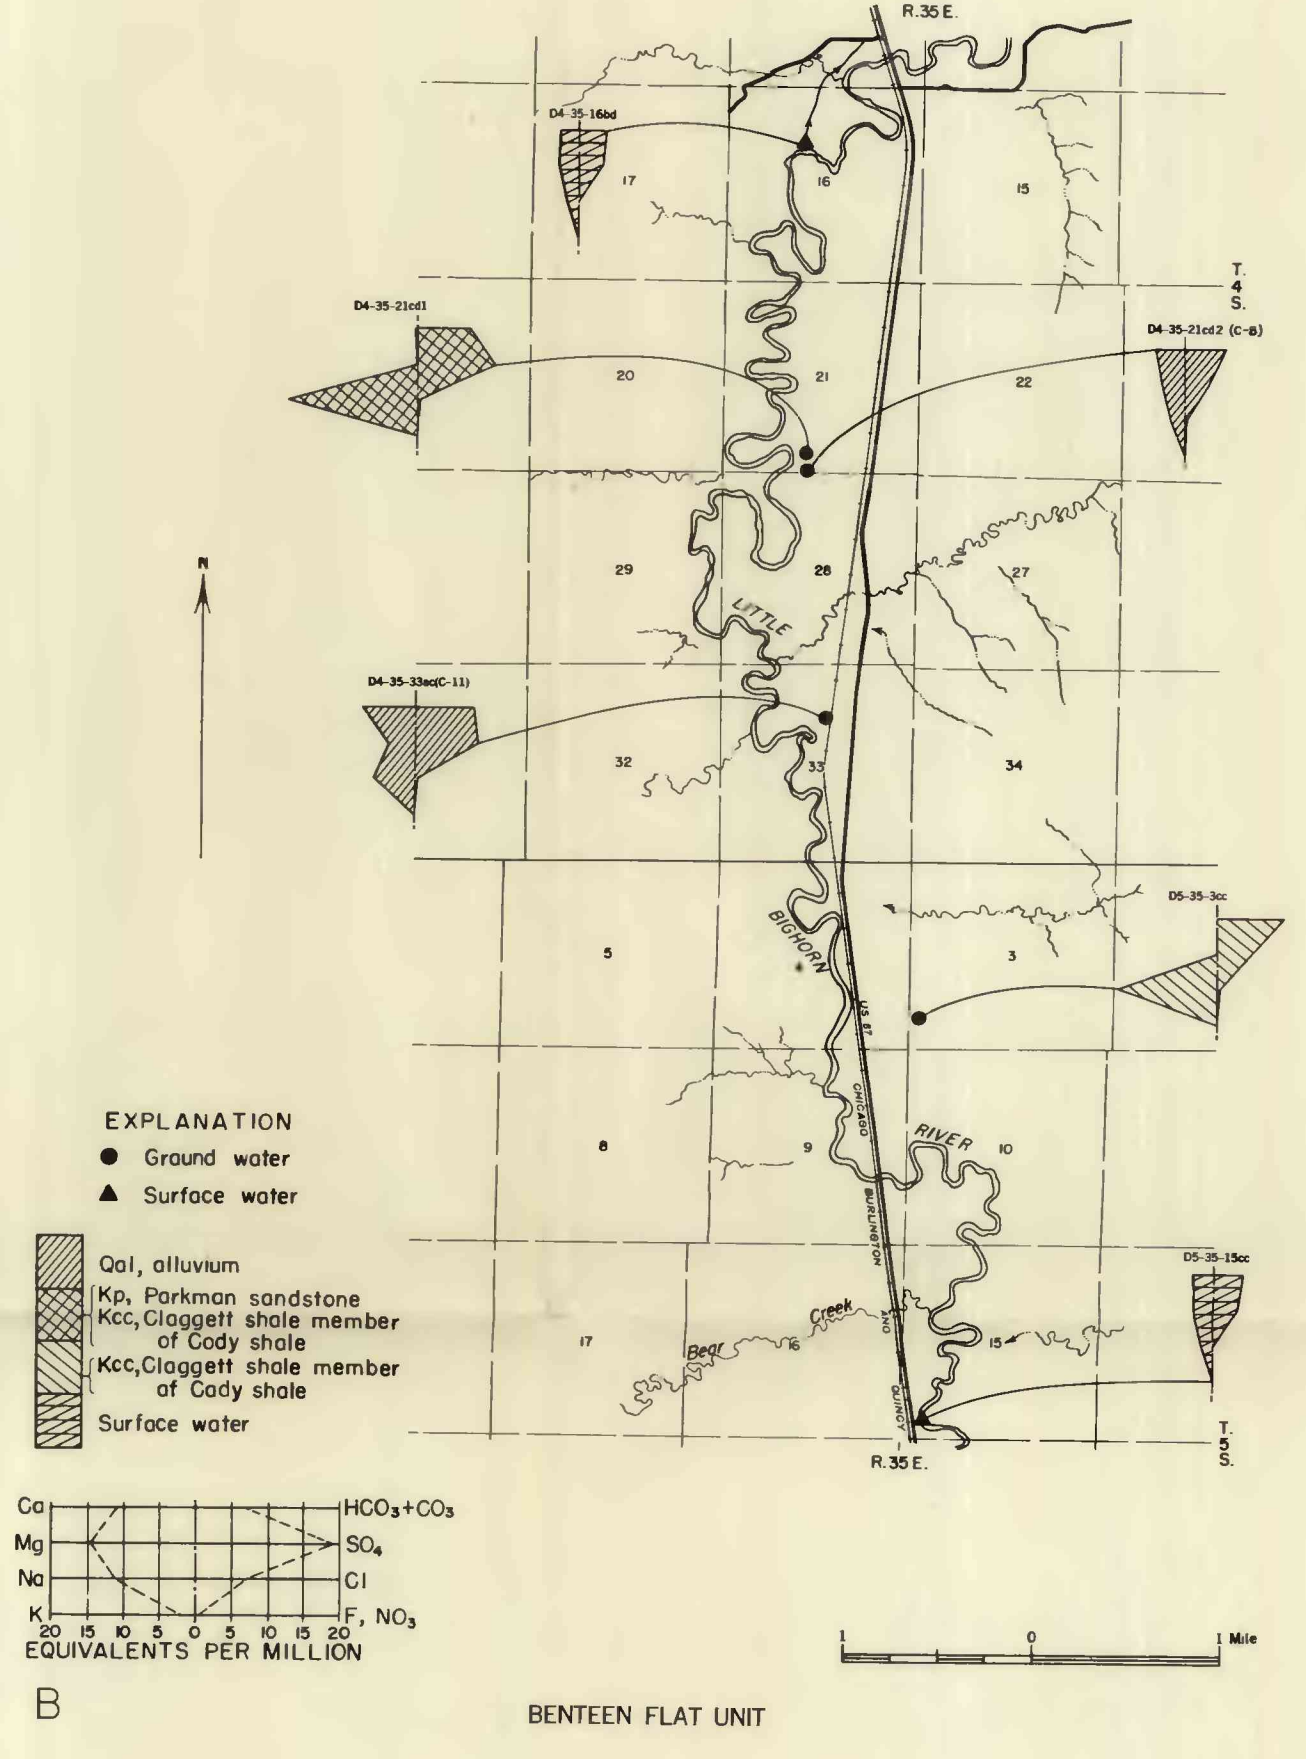 R.35 E.
D4-35-16bd
17
16
15
T.
4
S.
D4-35-21cd1
D4-35-21cd2 (C-8)
20
21
22
N
29
28
27
LITTLE
D4-35-33ac(C-11)
32
33
34
D5-35-3cc
BIGHORN
5
3
US 87
CHICAGO
EXPLANATION
Ground water
Surface water
8
9
RIVER
10
BURLINGTON
Qal, alluvium
Kp, Parkman sandstone
Kcc, Claggett shale member
of Cody shale
Kcc, Claggett shale member
of Cody shale
Surface water
D5-35-15cc
AND
17
Bear
16
Creek
15
QUINCY
T.
5
S.
R.35 E.
Ca HCO3+CO3
Mg SO4
Na Cl
K F, NO3
20 15 10 5 0 5 10 15 20
EQUIVALENTS PER MILLION
1 0 1 Mile
B
BENTEEN FLAT UNIT